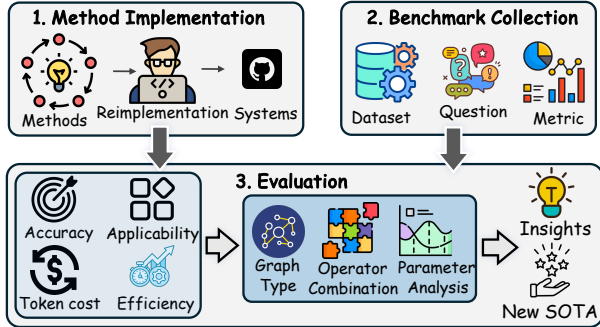 1. Method Implementation
Methods
Reimplementation
Systems
2. Benchmark Collection
Dataset
Question
Metric
3. Evaluation
Accuracy
Applicability
Token cost
Efficiency
Graph
Type
Operator
Combination
Parameter
Analysis
Insights
New SOTA